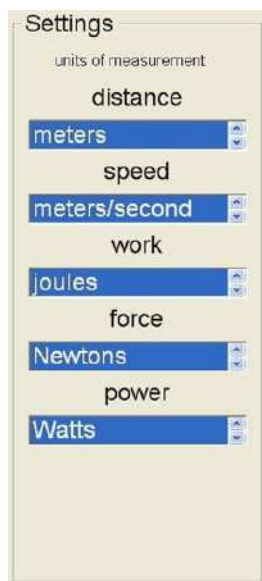 Settings
units of measurement
distance
meters
speed
meters/second
work
joules
force
Newtons
power
Watts